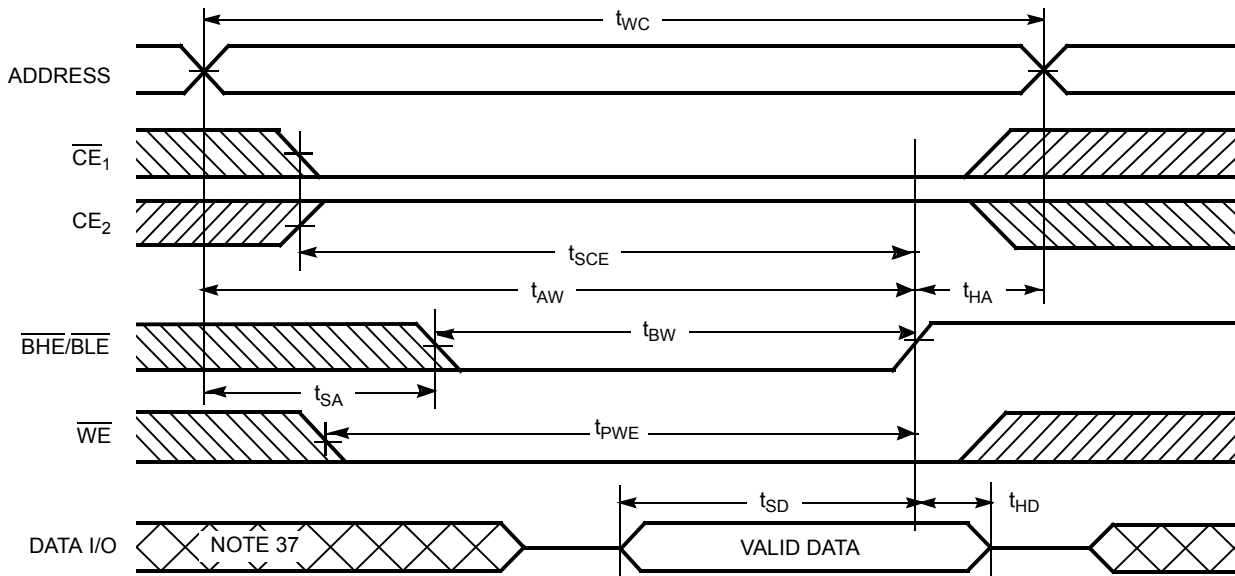 tWC
ADDRESS
CE1
CE2
tSCE
tAW
tHA
BHE/BLE
tBW
tSA
WE
tPWE
tSD
tHD
DATA I/O
NOTE 37
VALID DATA